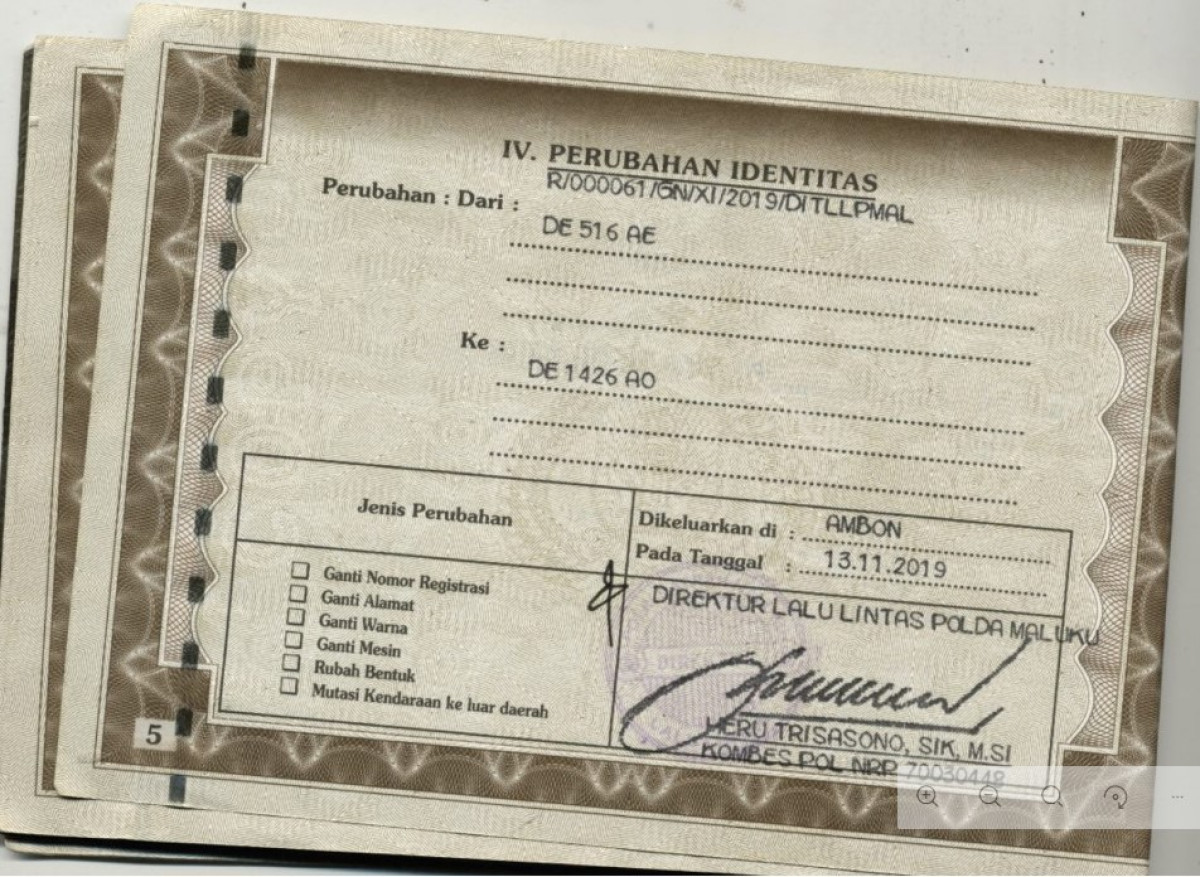 IV. PERUBAHAN IDENTITAS
R/000061/GN/XI/2019/DITLLPMAL
Perubahan : Dari :
DE 516 AE
Ke :
DE 1426 AO
Jenis Perubahan
Dikeluarkan di : AMBON
Pada Tanggal : 13.11.2019
Ganti Nomor Registrasi
Ganti Alamat
Ganti Warna
Ganti Mesin
Rubah Bentuk
Mutasi Kendaraan ke luar daerah
DIREKTUR LALU LINTAS POLDA MALUKU
HERU TRISASONO, SIK, M.SI
KOMBES POL NRP 70030448
5